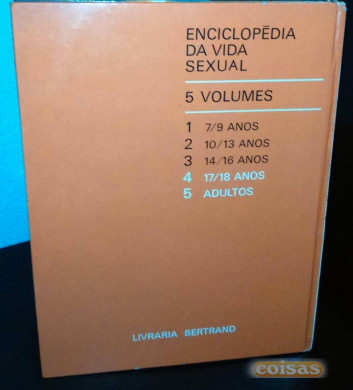 ENCICLOPÉDIA
DA VIDA
SEXUAL
5 VOLUMES
1 7/9 ANOS
2 10/13 ANOS
3 14/16 ANOS
4 17/18 ANOS
5 ADULTOS
LIVRARIA BERTRAND
coisas